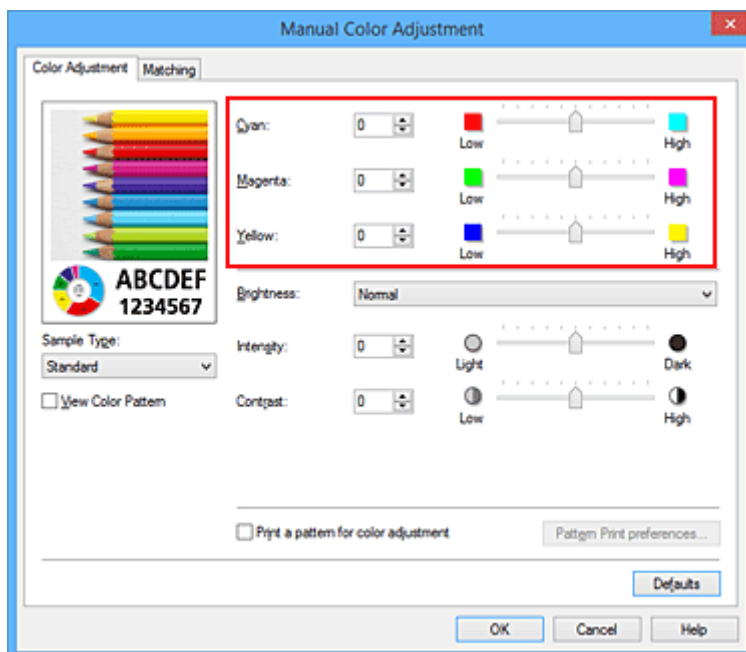 Manual Color Adjustment
Color Adjustment Matching
Cyan: 0
Low High
Magenta: 0
Low High
Yellow: 0
Low High
ABCDEF
1234567
Brightness: Normal
Sample Type:
Standard
Intensity: 0
Light Dark
View Color Pattern
Contrast: 0
Low High
Print a pattern for color adjustment Pattern Print preferences...
Defaults
OK Cancel Help